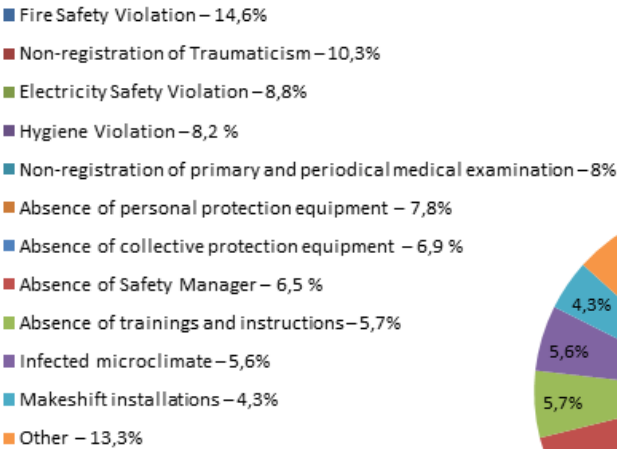 Fire Safety Violation – 14,6%
Non-registration of Traumaticism – 10,3%
Electricity Safety Violation – 8,8%
Hygiene Violation – 8,2 %
Non-registration of primary and periodical medical examination – 8%
Absence of personal protection equipment – 7,8%
Absence of collective protection equipment – 6,9 %
Absence of Safety Manager – 6,5 %
Absence of trainings and instructions – 5,7%
Infected microclimate – 5,6%
Makeshift installations – 4,3%
Other – 13,3%
4,3%
5,6%
5,7%